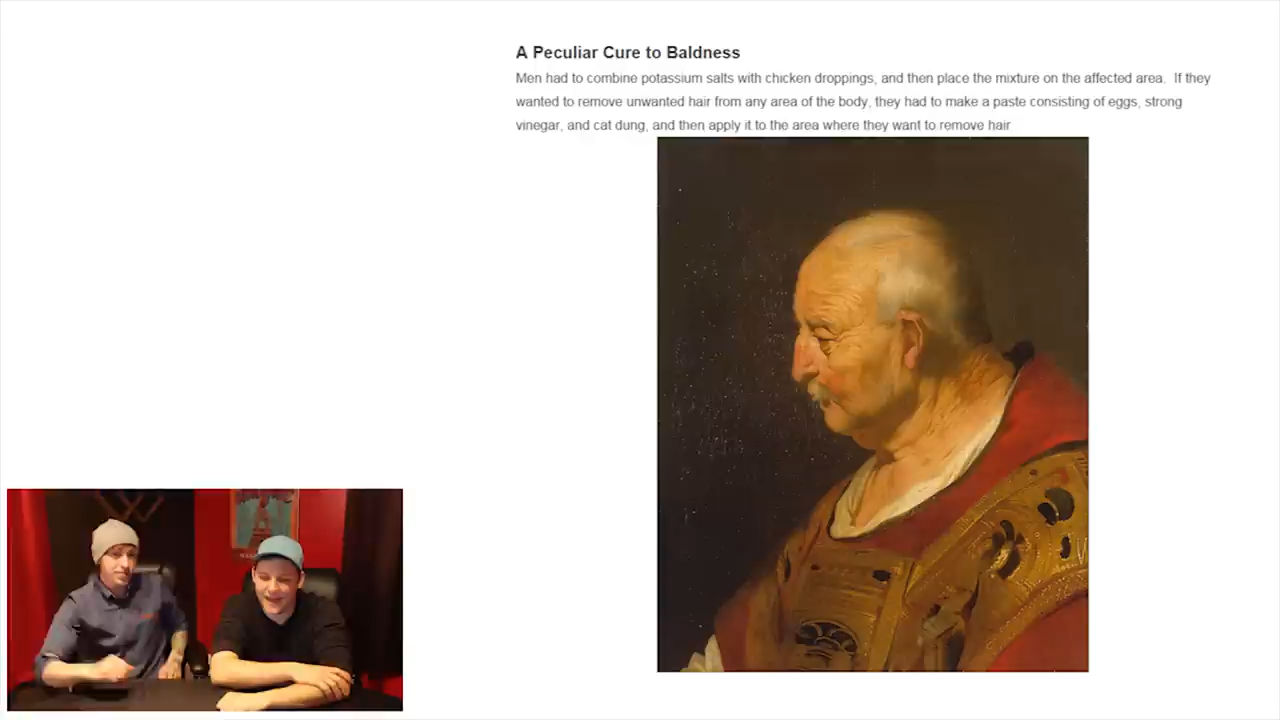 A Peculiar Cure to Baldness
Men had to combine potassium salts with chicken droppings, and then place the mixture on the affected area.  If they
wanted to remove unwanted hair from any area of the body, they had to make a paste consisting of eggs, strong
vinegar, and cat dung, and then apply it to the area where they want to remove hair